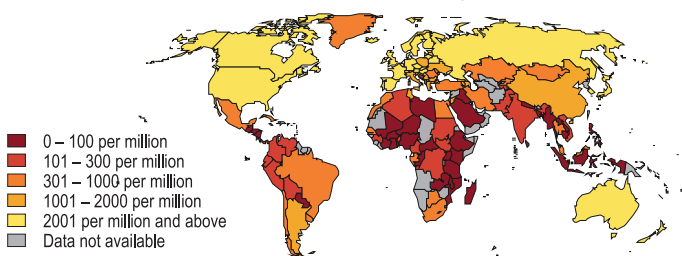 0 – 100 per million
101 – 300 per million
301 – 1000 per million
1001 – 2000 per million
2001 per million and above
Data not available